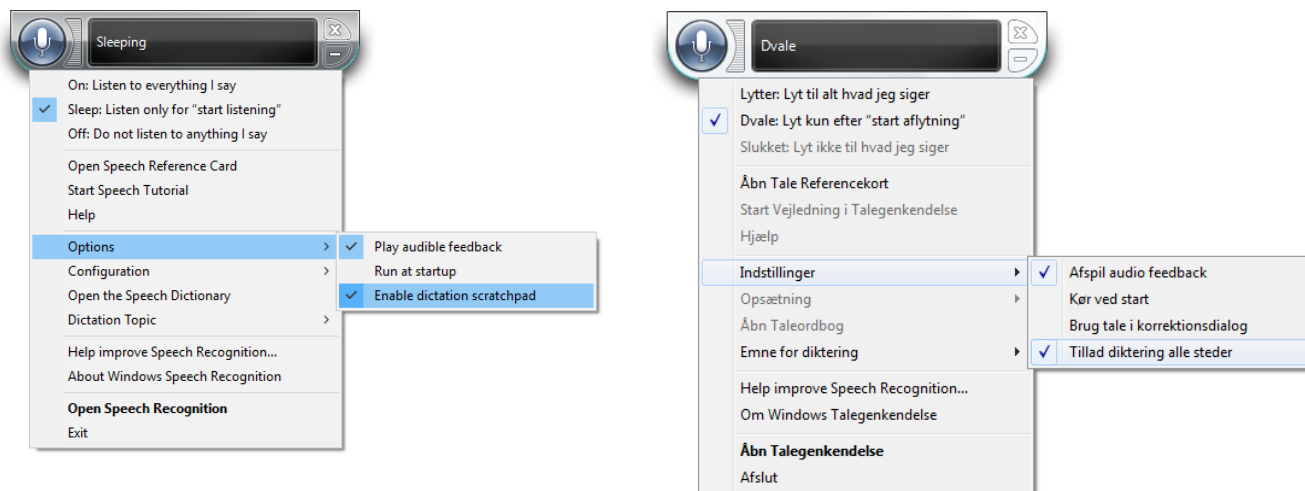 Sleeping
On: Listen to everything I say
Sleep: Listen only for “start listening”
Off: Do not listen to anything I say
Open Speech Reference Card
Start Speech Tutorial
Help
Options
Configuration
Open the Speech Dictionary
Dictation Topic
Help improve Speech Recognition...
About Windows Speech Recognition
Open Speech Recognition
Exit
Play audible feedback
Run at startup
Enable dictation scratchpad
Dvale
Lytter: Lyt til alt hvad jeg siger
Dvale: Lyt kun efter “start aflytning”
Slukket: Lyt ikke til hvad jeg siger
Åbn Tale Referencekort
Start Vejledning i Talegenkendelse
Hjælp
Indstillinger
Opsætning
Åbn Taleordbog
Emne for diktering
Help improve Speech Recognition...
Om Windows Talegenkendelse
Åbn Talegenkendelse
Afslut
Afspil audio feedback
Kør ved start
Brug tale i korrektionsdialog
Tillad diktering alle steder